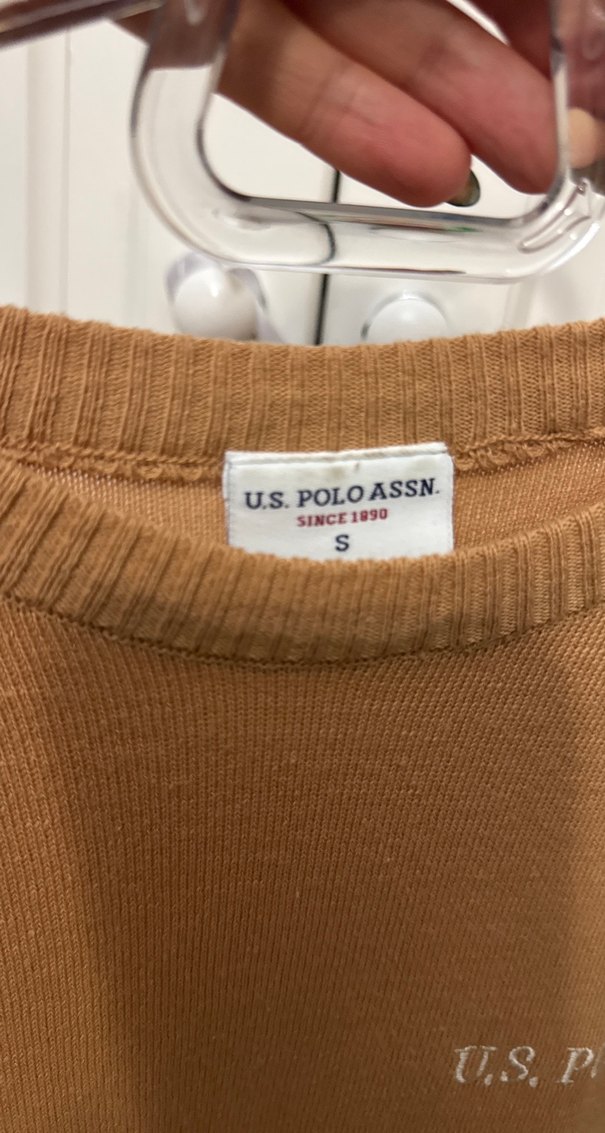 U.S. POLO ASSN.
SINCE 1890
S
U.S. P